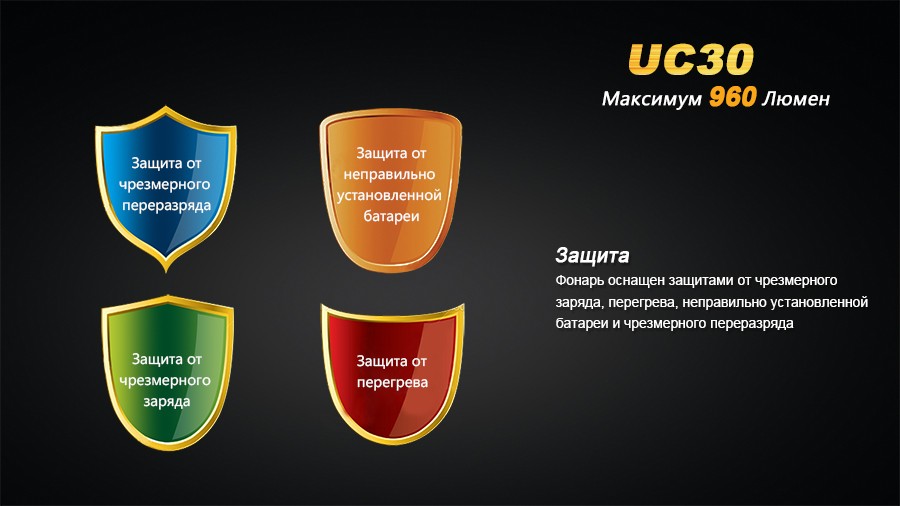 UC30
Максимум 960 Люмен
Защита от
чрезмерного
переразряда
Защита от
неправильно
установленной
батареи
Защита от
чрезмерного
заряда
Защита от
перегрева
Защита
Фонарь оснащен защитами от чрезмерного
заряда, перегрева, неправильно установленной
батареи и чрезмерного переразряда